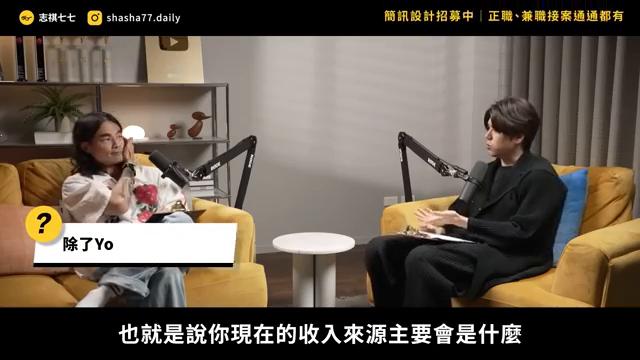 志祺七七 shasha77.daily
簡訊設計招募中｜正職、兼職接案通通都有
?
除了Yo
也就是說你現在的收入來源主要會是什麼